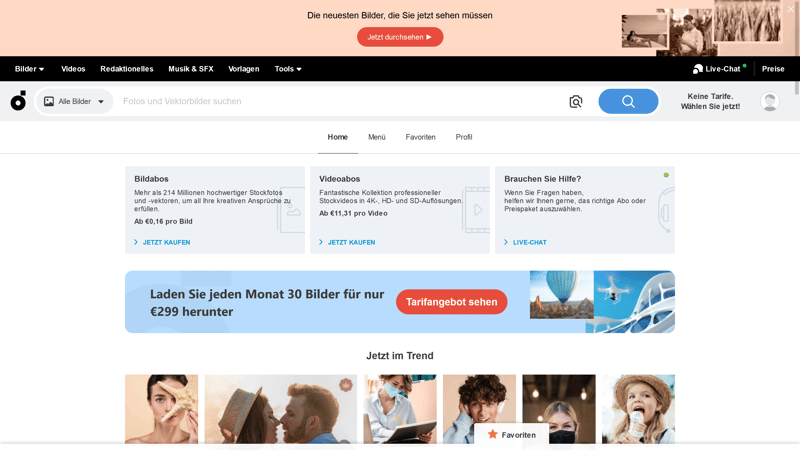 Die neuesten Bilder, die Sie jetzt sehen müssen
Jetzt durchsehen ▶
Bilder Videos Redaktionelles Musik & SFX Vorlagen Tools Live-Chat Preise
Alle Bilder Fotos und Vektorbilder suchen
Keine Tarife.
Wählen Sie jetzt!
Home Menü Favoriten Profil
Bildabos
Mehr als 214 Millionen hochwertiger Stockfotos
und -vektoren, um all Ihre kreativen Ansprüche zu
erfüllen.
Ab €0,16 pro Bild
JETZT KAUFEN
Videoabos
Fantastische Kollektion professioneller
Stockvideos in 4K-, HD- und SD-Auflösungen.
Ab €11,31 pro Video
JETZT KAUFEN
Brauchen Sie Hilfe?
Wenn Sie Fragen haben,
helfen wir Ihnen gerne, das richtige Abo oder
Preispaket auszuwählen.
LIVE-CHAT
Laden Sie jeden Monat 30 Bilder für nur
€299 herunter
Tarifangebot sehen
Jetzt im Trend
Favoriten